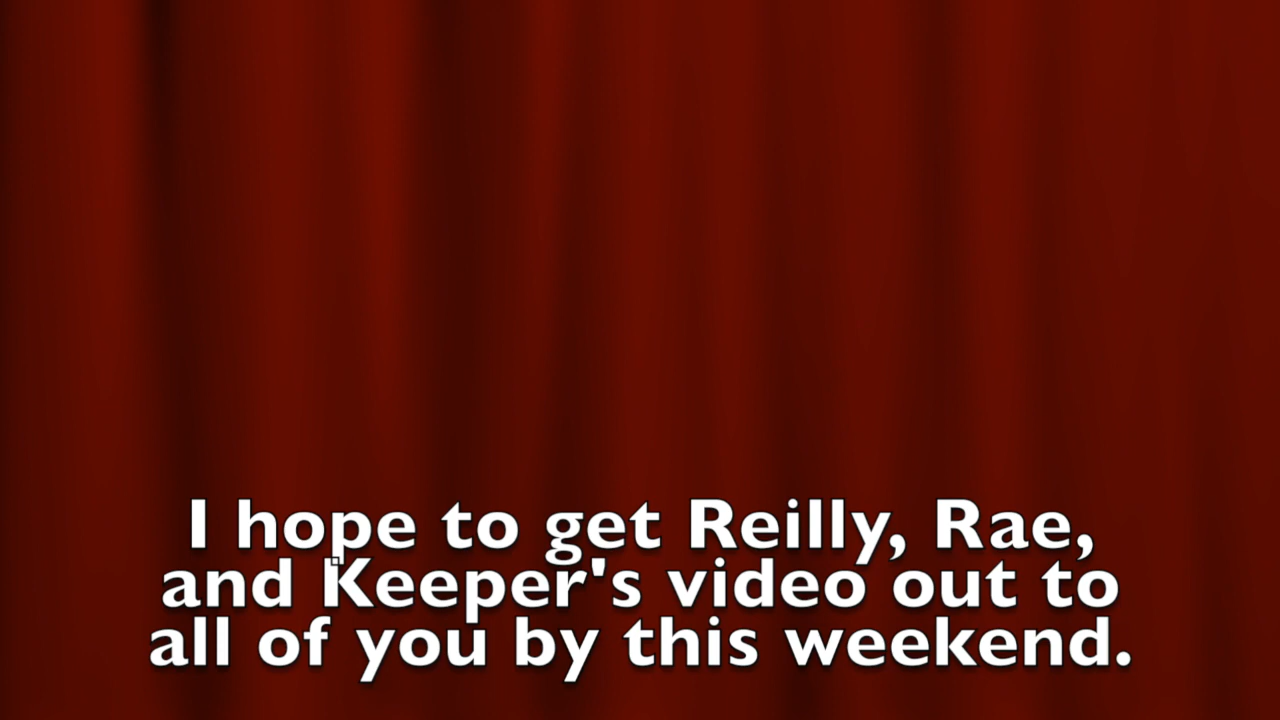 I hope to get Reilly, Rae,
and Keeper's video out to
all of you by this weekend.